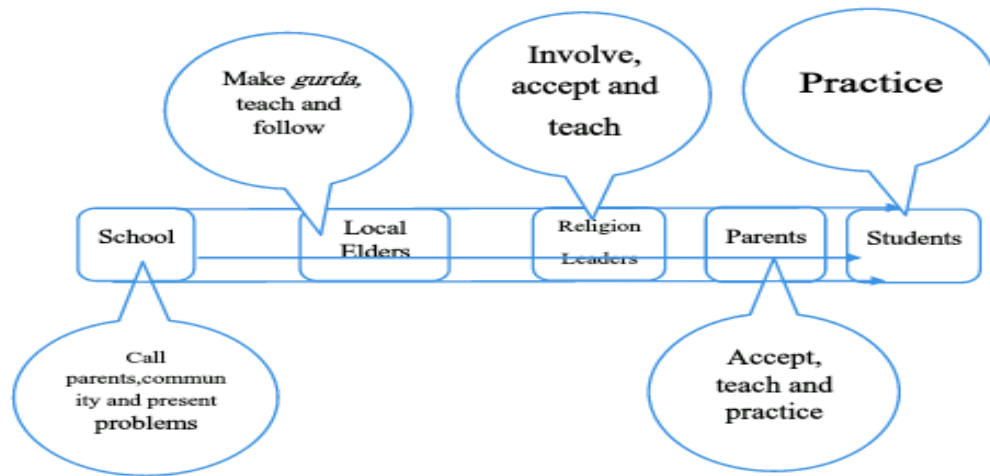 Make gurda,
teach and
follow
Involve,
accept and
teach
Practice
School
Local
Elders
Religion
Leaders
Parents
Students
Call
parents,commun
ity and present
problems
Accept,
teach and
practice